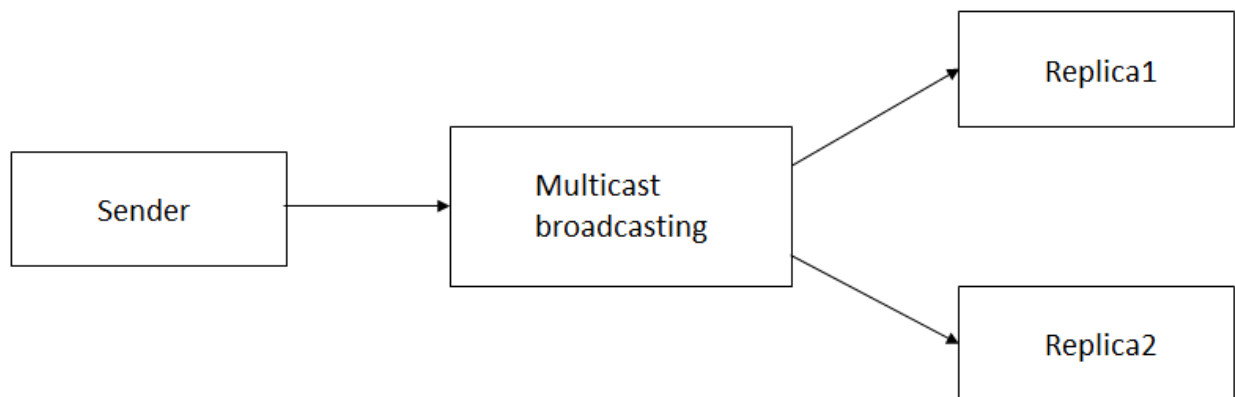 Sender
Multicast
broadcasting
Replica1
Replica2